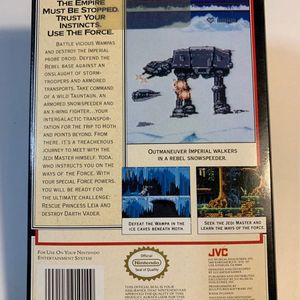 THE EMPIRE
MUST BE STOPPED.
TRUST YOUR
INSTINCTS.
USE THE FORCE.
BATTLE VICIOUS WAMPAS
AND DESTROY THE IMPERIAL
PROBE DROID. DEFEND THE
REBEL BASE AGAINST AN
ONSLAUGHT OF STORM-
TROOPERS AND ARMORED
TRANSPORTS. TAKE COMMAND
OF A WILD TAUNTAUN, AN
ARMORED SNOWSPEEDER AND
AN X-WING FIGHTER...YOUR
INTERGALACTIC TRANSPOR-
TATION FOR THE TRIP TO HOTH
AND POINTS BEYOND. FROM
THERE, IT'S A TREACHEROUS
JOURNEY TO MEET WITH THE
JEDI MASTER HIMSELF, YODA,
WHO INSTRUCTS YOU ON THE
WAYS OF THE FORCE. WITH
YOUR SPECIAL FORCE POWERS,
YOU WILL BE READY FOR
THE ULTIMATE CHALLENGE:
RESCUE PRINCESS LEIA AND
DESTROY DARTH VADER.
OUTMANEUVER IMPERIAL WALKERS
IN A REBEL SNOWSPEEDER.
DEFEAT THE WAMPA IN THE
ICE CAVES BENEATH HOTH.
SEEK THE JEDI MASTER AND
LEARN THE WAYS OF THE FORCE.
FOR USE ON YOUR NINTENDO
ENTERTAINMENT SYSTEM
Official
Nintendo
Seal of Quality
JVC
THIS OFFICIAL SEAL IS YOUR